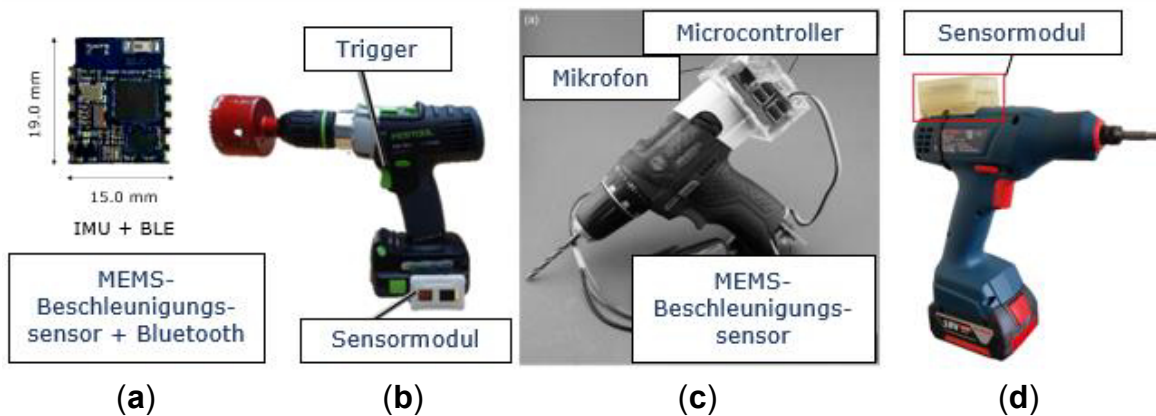 19.0 mm
15.0 mm
IMU + BLE
MEMS-
Beschleunigungs-
sensor + Bluetooth
(a)
Trigger
FESTOOL
Sensormodul
(b)
(a)
Microcontroller
Mikrofon
MEMS-
Beschleunigungs-
sensor
(c)
Sensormodul
18V
(d)